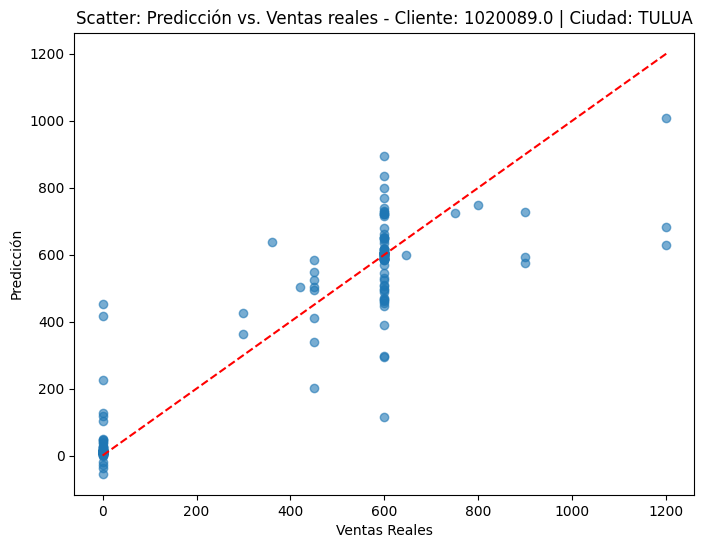 Scatter: Predicción vs. Ventas reales - Cliente: 1020089.0 | Ciudad: TULUA
1200
1000
800
600
400
200
0
Predicción
0 200 400 600 800 1000 1200
Ventas Reales